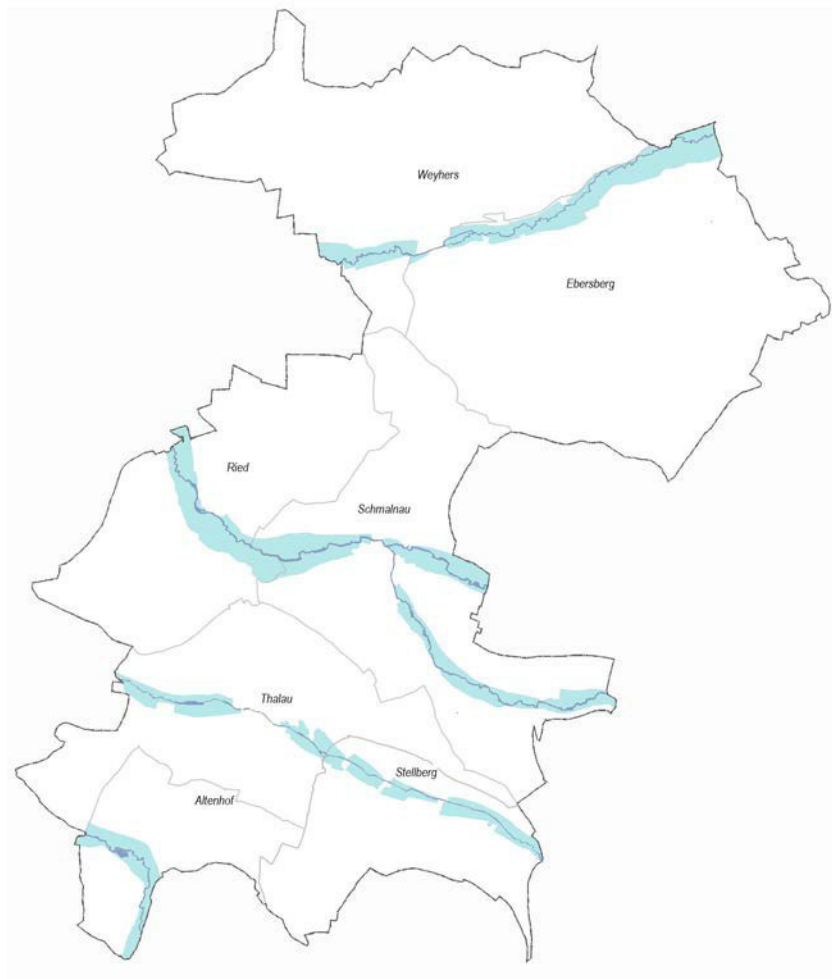 Weyhers
Ebersberg
Ried
Schmalnau
Thalau
Stellberg
Altenhof